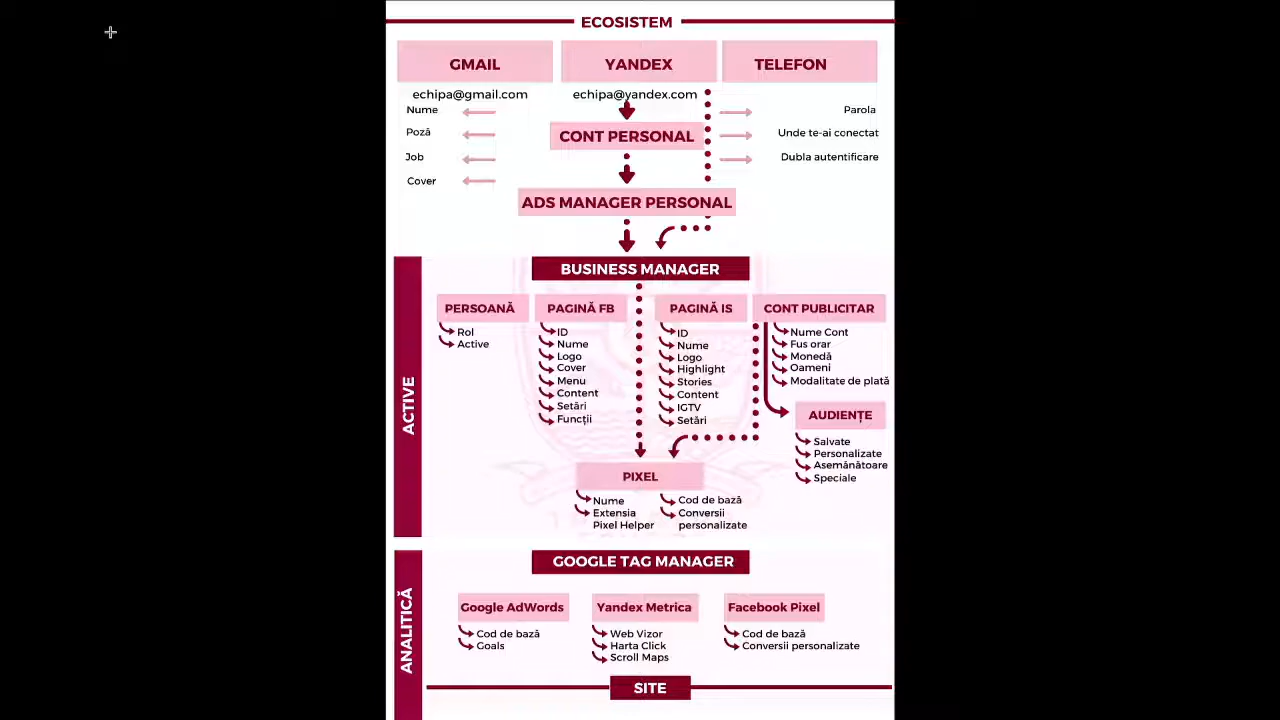 ECOSISTEM
GMAIL
YANDEX
TELEFON
echipa@gmail.com
echipa@yandex.com
Nume
Poză
Job
Cover
CONT PERSONAL
ADS MANAGER PERSONAL
Parola
Unde te-ai conectat
Dubla autentificare
ACTIVE
BUSINESS MANAGER
PERSOANĂ
Rol
Active
PAGINĂ FB
ID
Nume
Logo
Cover
Menu
Content
Setări
Funcții
PAGINĂ IS
ID
Nume
Logo
Highlight
Stories
Content
IGTV
Setări
CONT PUBLICITAR
Nume Cont
Fus orar
Monedă
Oameni
Modalitate de plată
AUDIENȚE
Salvate
Personalizate
Asemănătoare
Speciale
PIXEL
Nume
Extensia
Pixel Helper
Cod de bază
Conversii
personalizate
ANALITICĂ
GOOGLE TAG MANAGER
Google AdWords
Cod de bază
Goals
Yandex Metrica
Web Vizor
Harta Click
Scroll Maps
Facebook Pixel
Cod de bază
Conversii personalizate
SITE